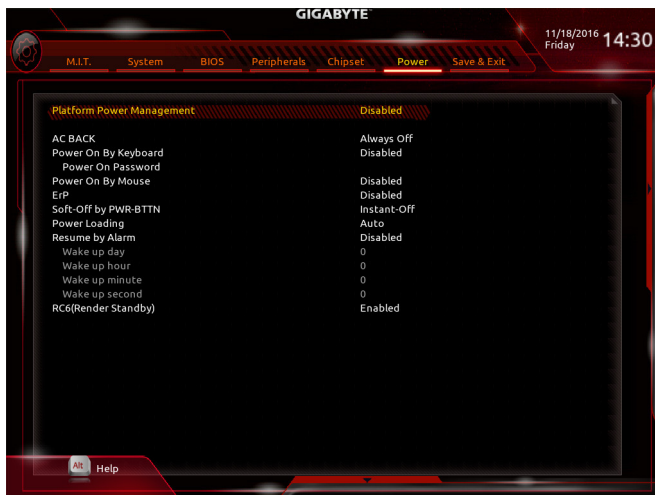 GIGABYTE™
11/18/2016 14:30
Friday
M.I.T. System BIOS Peripherals Chipset Power Save & Exit
Platform Power Management Disabled
AC BACK Always Off
Power On By Keyboard Disabled
Power On Password
Power On By Mouse Disabled
ErP Disabled
Soft-Off by PWR-BTTN Instant-Off
Power Loading Auto
Resume by Alarm Disabled
Wake up day 0
Wake up hour 0
Wake up minute 0
Wake up second 0
RC6(Render Standby) Enabled
Alt Help